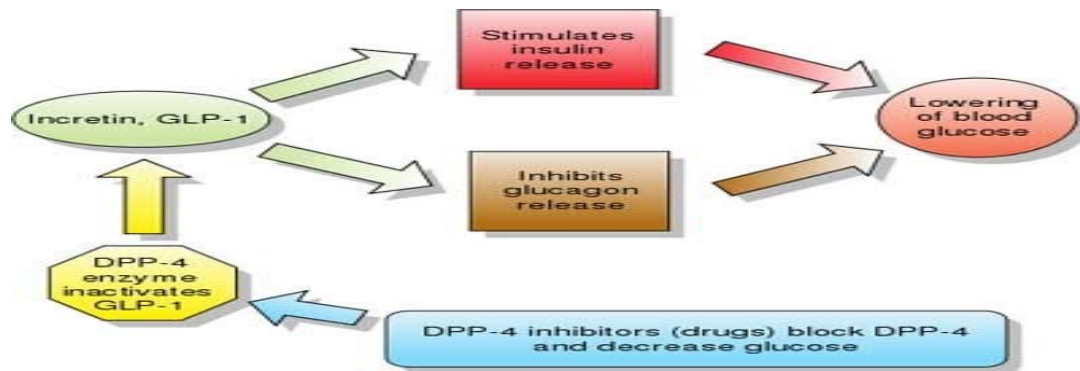 Stimulates
insulin
release
Incretin, GLP-1
Lowering
of blood
glucose
Inhibits
glucagon
release
DPP-4
enzyme
inactivates
GLP-1
DPP-4 inhibitors (drugs) block DPP-4
and decrease glucose